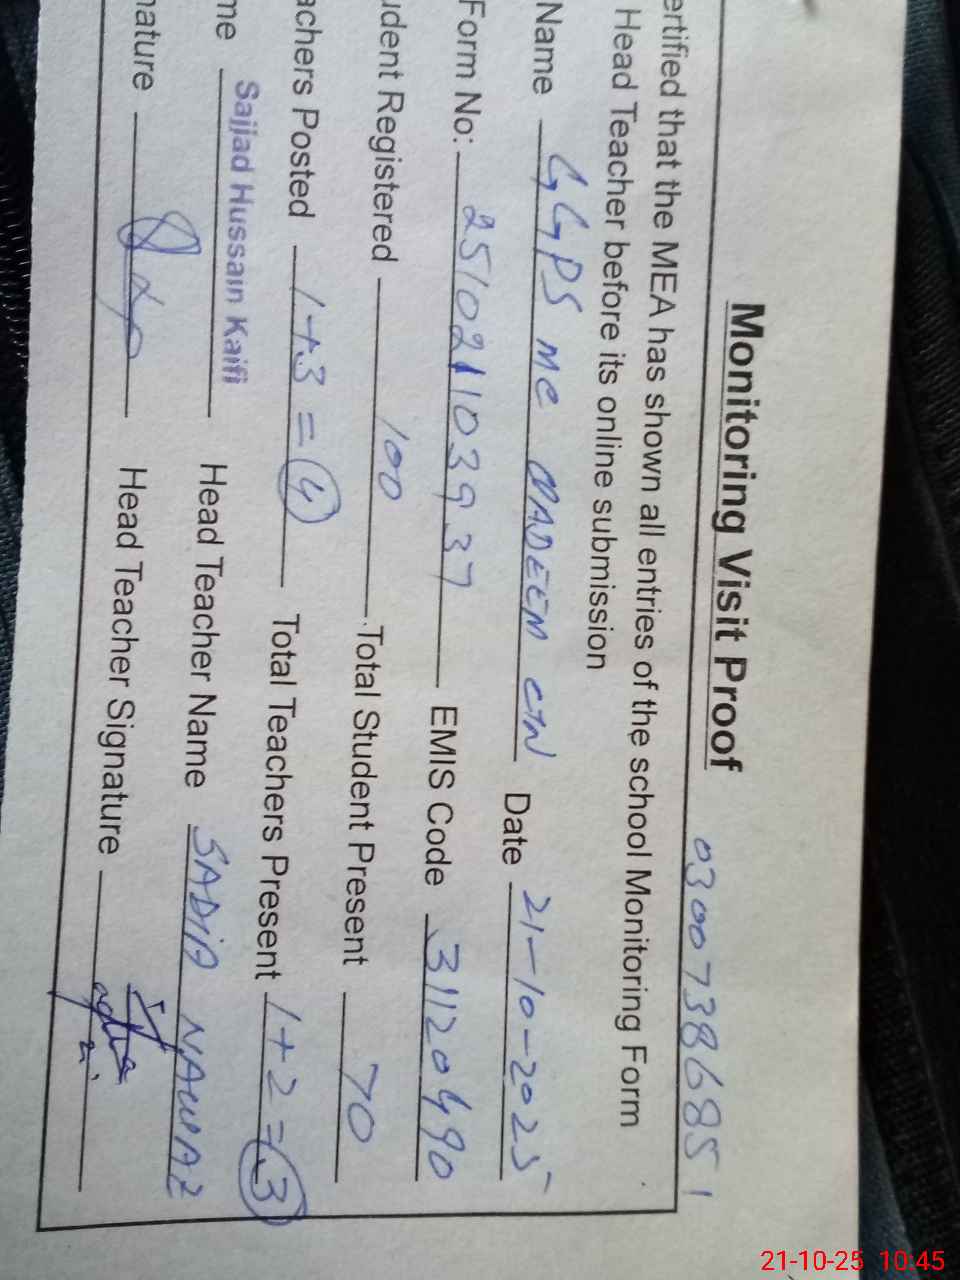 Monitoring Visit Proof 03007386851
ertified that the MEA has shown all entries of the school Monitoring Form
Head Teacher before its online submission
Name GGPS MC NADEEM CTN Date 21-10-2025
Form No: 2510211039 37 EMIS Code 31120490
udent Registered 100 Total Student Present 70
achers Posted 1+3=4 Total Teachers Present 1+2=3
Sajjad Hussain Kaifi
me Head Teacher Name SADIA NAWAZ
nature Head Teacher Signature
21-10-25 10:45